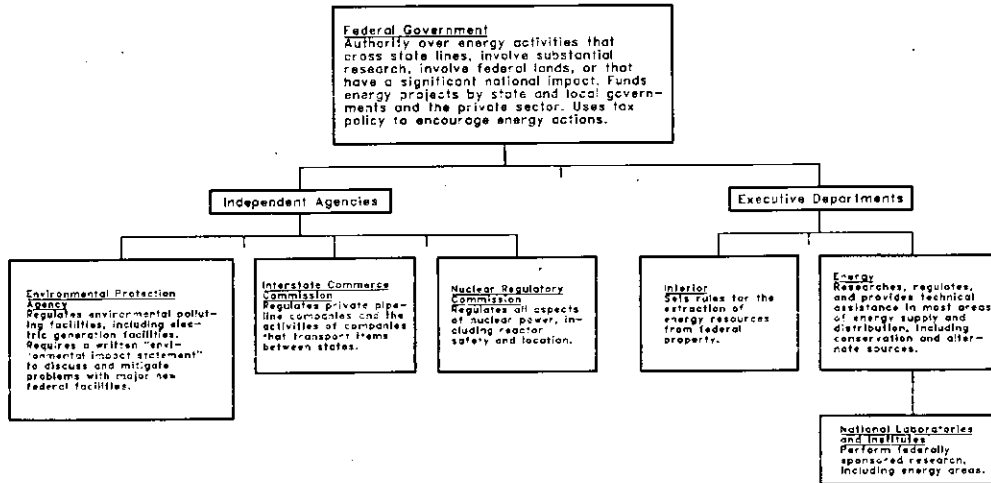 Federal Government
Authority over energy activities that
cross state lines, involve substantial
research, involve federal lands, or that
have a significant national impact. Funds
energy projects by state and local govern-
ments and the private sector. Uses tax
policy to encourage energy actions.
Independent Agencies
Executive Departments
Environmental Protection
Agency
Regulates environmental pollut-
ing facilities, including elec-
tric generation facilities.
Requires a written "envi-
ronmental impact statement"
to discuss and mitigate
problems with major new
federal facilities.
Interstate Commerce
Commission
Regulates private pipe-
line companies and the
activities of companies
that transport items
between states.
Nuclear Regulatory
Commission
Regulates all aspects
of nuclear power, in-
cluding reactor
safety and location.
Interior
Sets rules for the
extraction of
energy resources
from federal
property.
Energy
Researches, regulates,
and provides technical
assistance in most areas
of energy supply and
distribution, including
conservation and alter-
nate sources.
National Laboratories
and Institutes
Perform federally
sponsored research,
including energy areas.